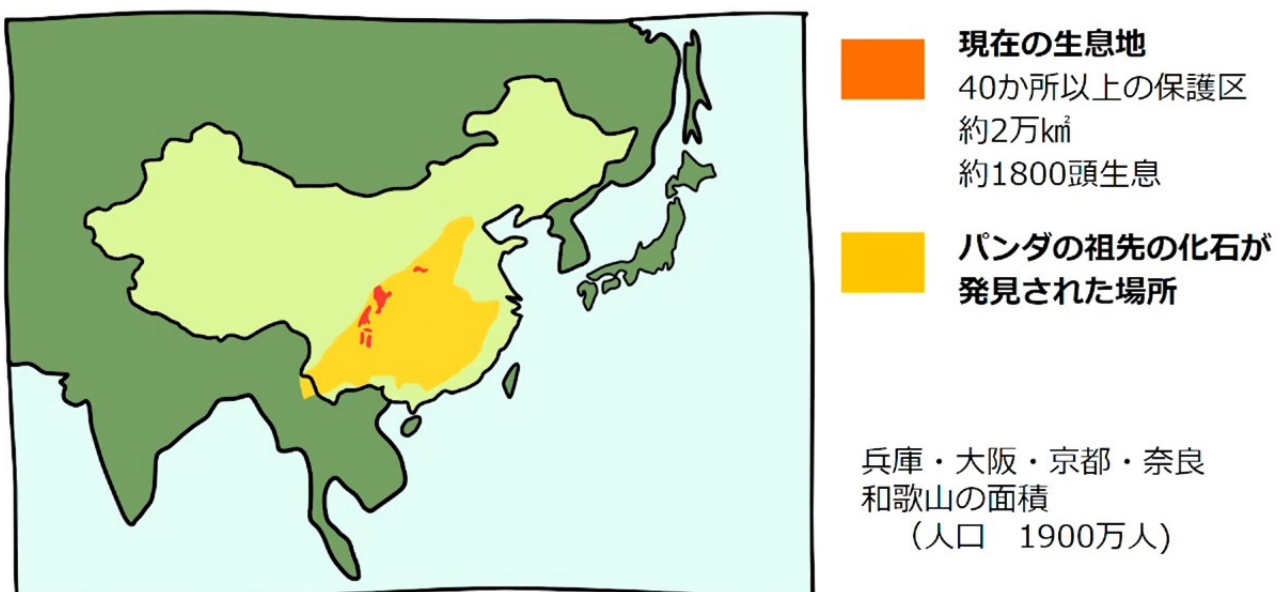 現在の生息地
40か所以上の保護区
約2万㎢
約1800頭生息
パンダの祖先の化石が
発見された場所
兵庫・大阪・京都・奈良
和歌山の面積
（人口　1900万人)